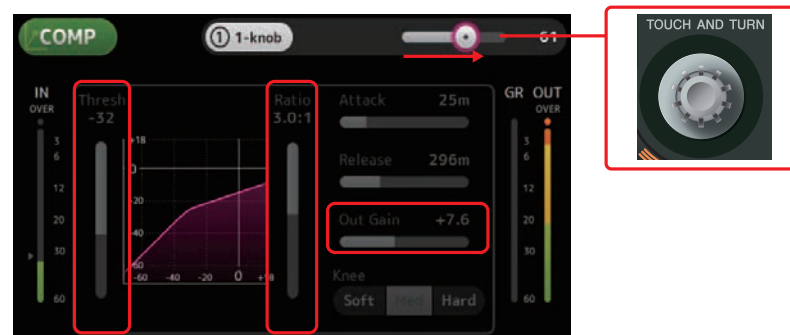 COMP
① 1-knob
61
TOUCH AND TURN
IN
OVER
3
6
12
20
30
60
Thresh
-32
+18
0
-20
-40
-60
-60 -40 -20 0 +18
Ratio
3.0:1
Attack 25m
Release 296m
Out Gain +7.6
Knee
Soft Med Hard
GR OUT
OVER
3
6
12
20
30
60